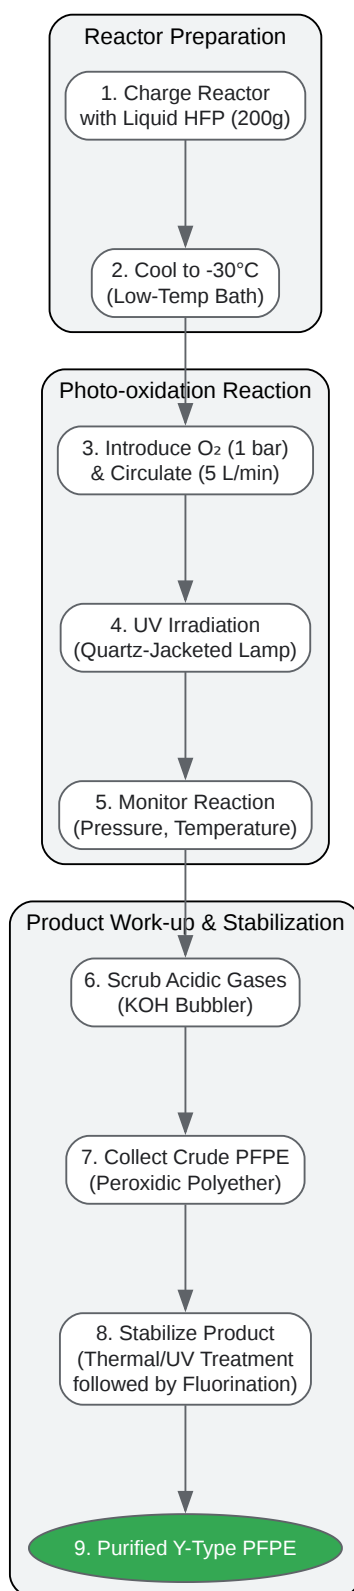 Reactor Preparation
1. Charge Reactor
with Liquid HFP (200g)
2. Cool to -30°C
(Low-Temp Bath)
Photo-oxidation Reaction
3. Introduce O₂ (1 bar)
& Circulate (5 L/min)
4. UV Irradiation
(Quartz-Jacketed Lamp)
5. Monitor Reaction
(Pressure, Temperature)
Product Work-up & Stabilization
6. Scrub Acidic Gases
(KOH Bubbler)
7. Collect Crude PFPE
(Peroxidic Polyether)
8. Stabilize Product
(Thermal/UV Treatment
followed by Fluorination)
9. Purified Y-Type PFPE